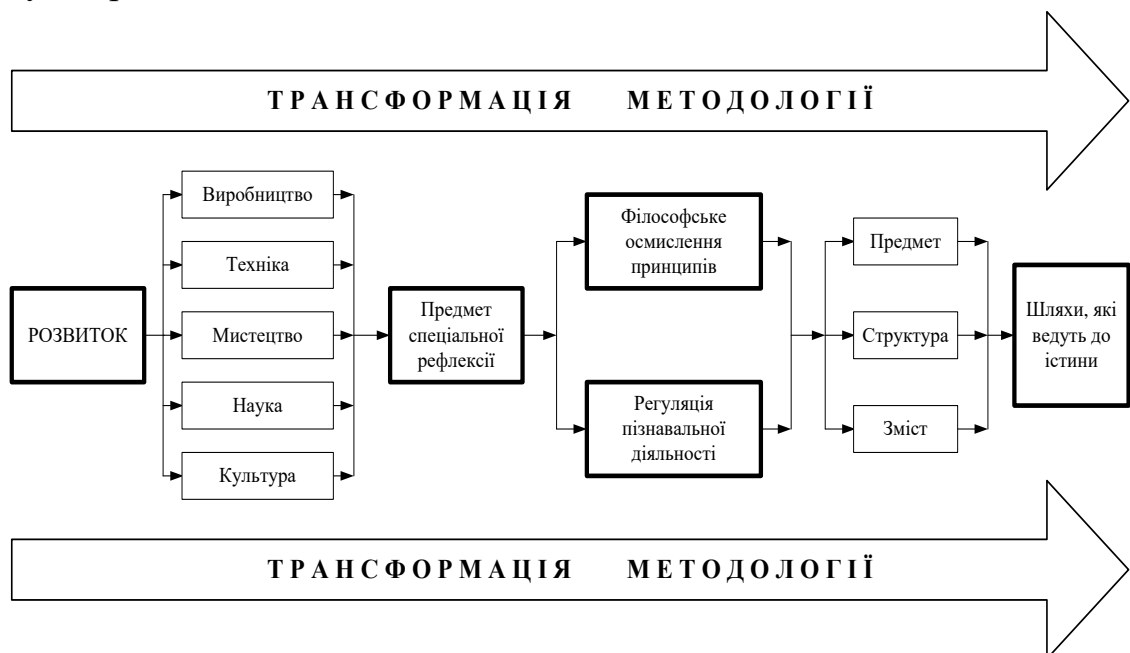 ТРАНСФОРМАЦІЯ МЕТОДОЛОГІЇ
РОЗВИТОК
Виробництво
Техніка
Мистецтво
Наука
Культура
Предмет
спеціальної
рефлексії
Філософське
осмислення
принципів
Регуляція
пізнавальної
діяльності
Предмет
Структура
Зміст
Шляхи, які
ведуть до
істини
ТРАНСФОРМАЦІЯ МЕТОДОЛОГІЇ